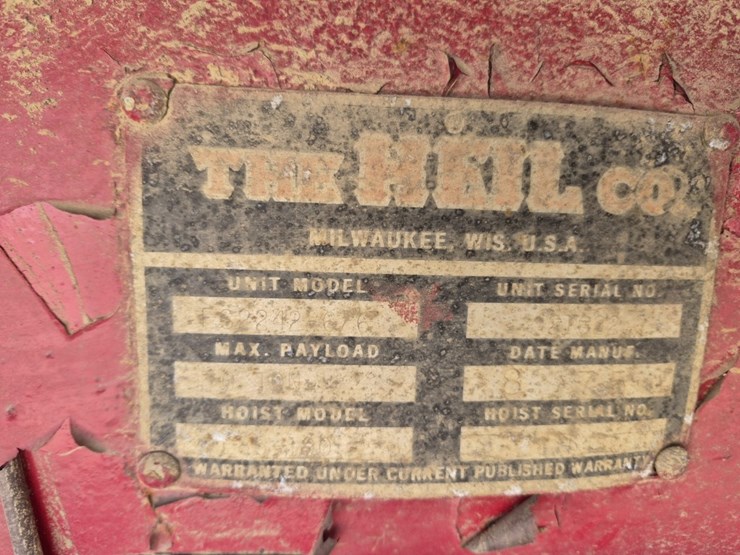 THE HEIL CO.
MILWAUKEE, WIS. U.S.A.
UNIT MODEL UNIT SERIAL NO.
MAX. PAYLOAD DATE MANUF.
HOIST MODEL HOIST SERIAL NO.
WARRANTED UNDER CURRENT PUBLISHED WARRANTY